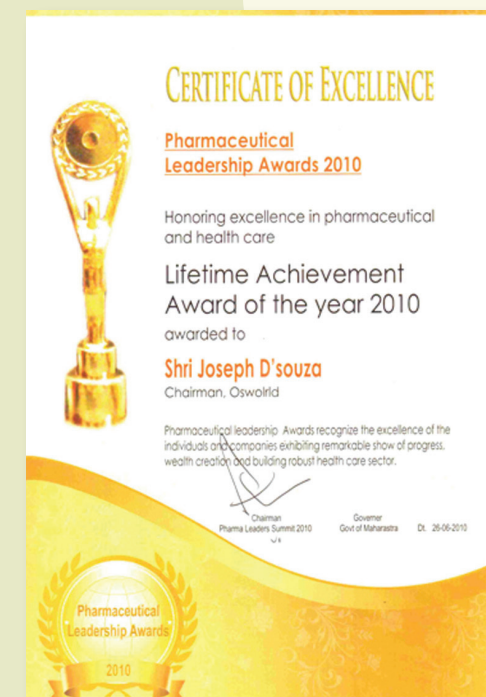 CERTIFICATE OF EXCELLENCE
Pharmaceutical
Leadership Awards 2010
Honoring excellence in pharmaceutical
and health care
Lifetime Achievement
Award of the year 2010
awarded to
Shri Joseph D'souza
Chairman, Oswolrld
Pharmaceutical leadership Awards recognize the excellence of the
individuals and companies exhibiting remarkable show of progress,
wealth creation and building robust health care sector.
Chairman
Pharma Leaders Summit 2010
Governer
Govt of Maharastra
Dt. 26-06-2010
Pharmaceutical
Leadership Awards
2010